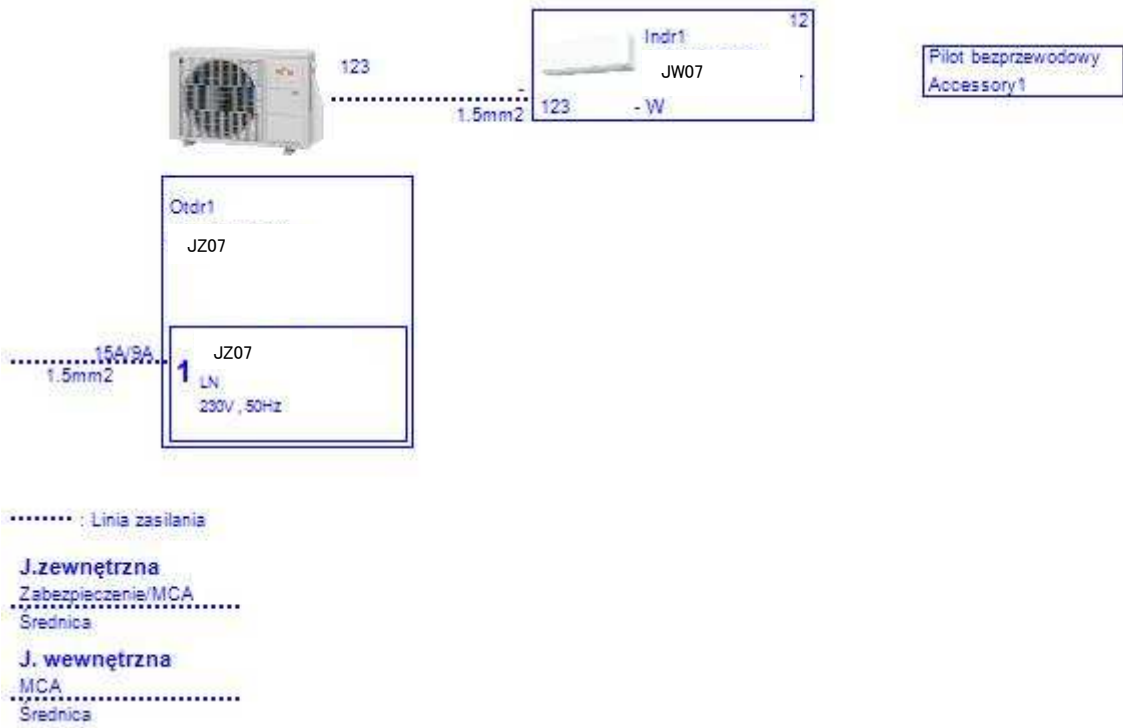 123
-
1.5mm2
12
Indr1
JW07
123 - W
Pilot bezprzewodowy
Accessory1
Otdr1
JZ07
15A/9A
1.5mm2
1
JZ07
LN
230V , 50Hz
: Linia zasilania
J.zewnętrzna
Zabezpieczenie/MCA
Średnica
J. wewnętrzna
MCA
Średnica